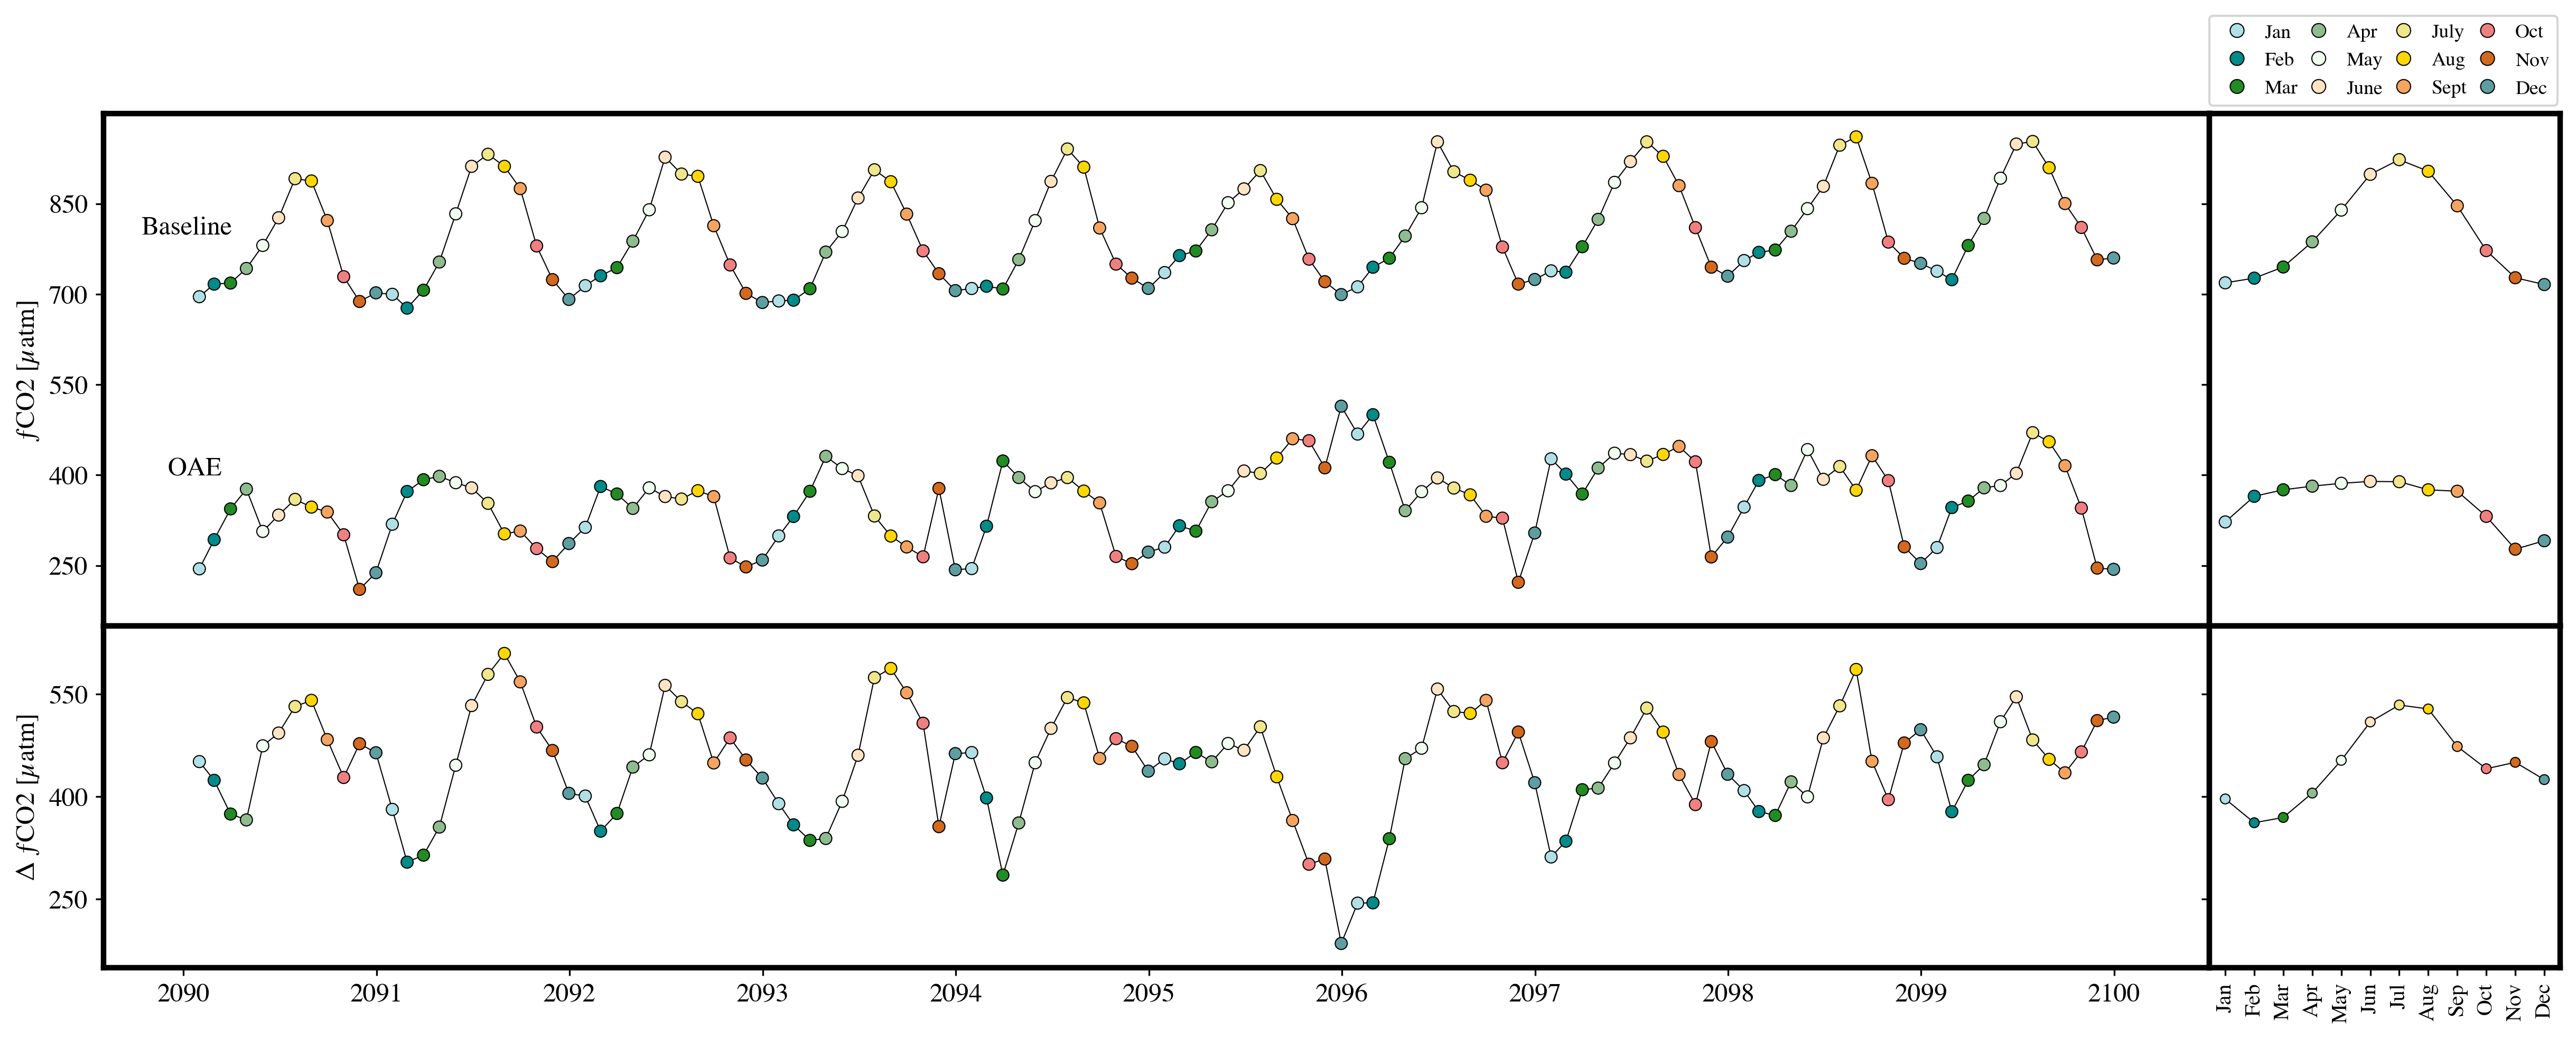 Jan Apr July Oct
Feb May Aug Nov
Mar June Sept Dec
fCO2 [μatm]
850
700
550
400
250
Baseline
OAE
Δ fCO2 [μatm]
550
400
250
2090 2091 2092 2093 2094 2095 2096 2097 2098 2099 2100
Jan Feb Mar Apr May Jun Jul Aug Sep Oct Nov Dec